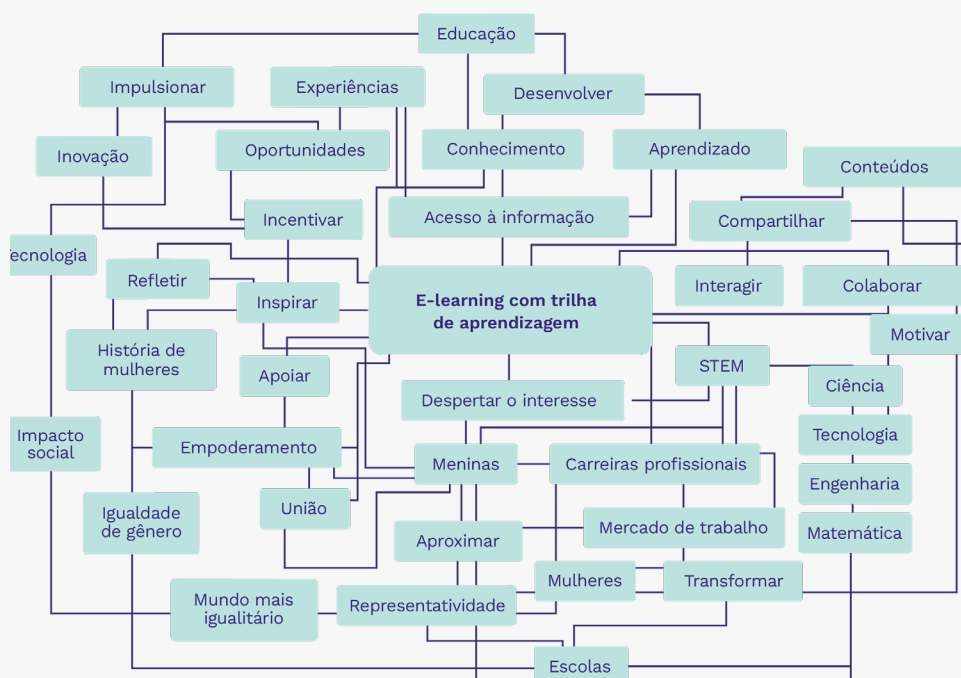 Educação
Impulsionar
Experiências
Desenvolver
Inovação
Oportunidades
Conhecimento
Aprendizado
Conteúdos
Incentivar
Acesso à informação
Compartilhar
Tecnologia
Refletir
Inspirar
E-learning com trilha
de aprendizagem
Interagir
Colaborar
Motivar
História de
mulheres
Apoiar
STEM
Ciência
Despertar o interesse
Impacto
social
Empoderamento
Meninas
Carreiras profissionais
Tecnologia
Engenharia
União
Igualdade
de gênero
Aproximar
Mercado de trabalho
Matemática
Mulheres
Transformar
Mundo mais
igualitário
Representatividade
Escolas